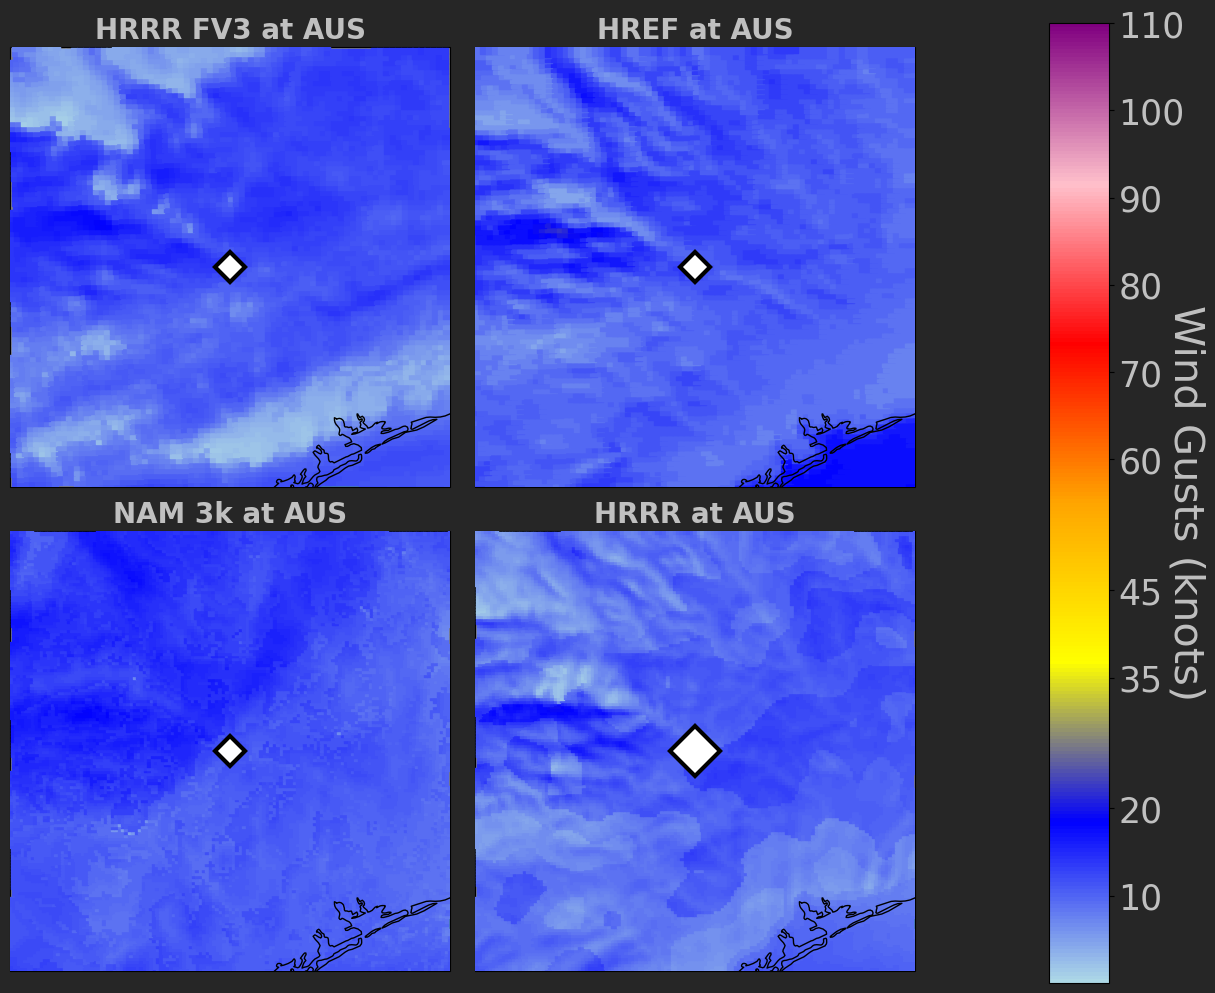 HRRR FV3 at AUS
HREF at AUS
NAM 3k at AUS
HRRR at AUS
110
100
90
80
70
60
45
35
20
10
Wind Gusts (knots)